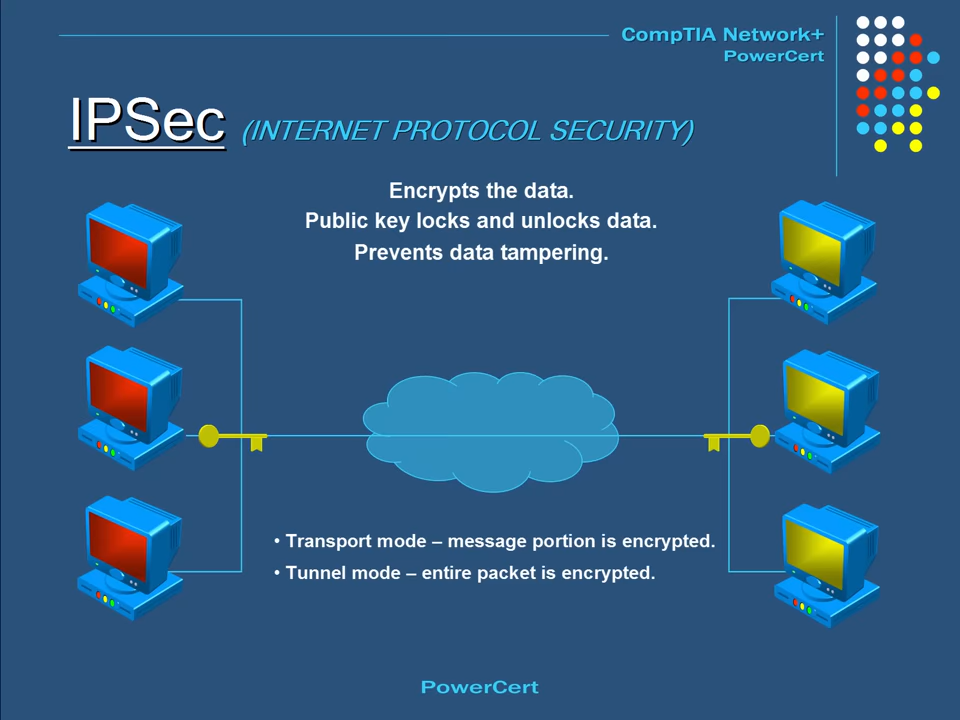 CompTIA Network+
PowerCert
IPSec (INTERNET PROTOCOL SECURITY)
Encrypts the data.
Public key locks and unlocks data.
Prevents data tampering.
• Transport mode – message portion is encrypted.
• Tunnel mode – entire packet is encrypted.
PowerCert